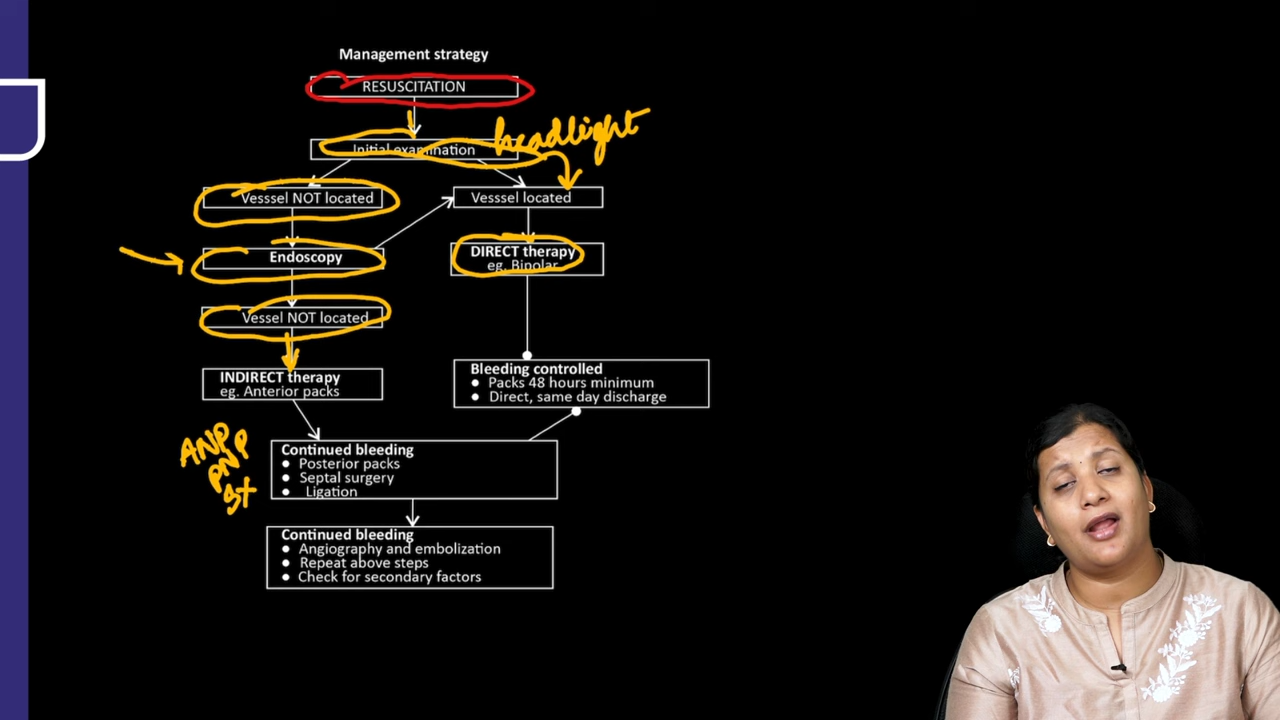 Management strategy
RESUSCITATION
headlight
Initial examination
Vesssel NOT located
Vesssel located
Endoscopy
DIRECT therapy
eg. Bipolar
Vessel NOT located
INDIRECT therapy
eg. Anterior packs
Bleeding controlled
● Packs 48 hours minimum
● Direct, same day discharge
ANP
PNP
Continued bleeding
● Posterior packs
● Septal surgery
● Ligation
Continued bleeding
● Angiography and embolization
● Repeat above steps
● Check for secondary factors